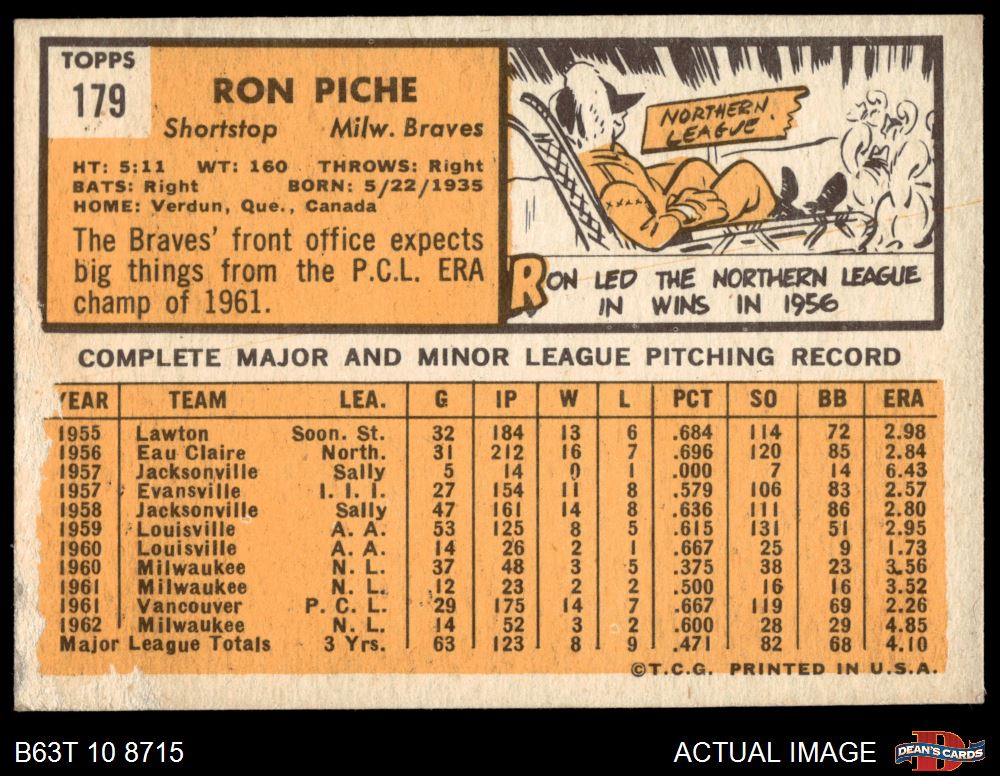 TOPPS
179
RON PICHE
Shortstop Milw. Braves
HT: 5:11 WT: 160 THROWS: Right
BATS: Right BORN: 5/22/1935
HOME: Verdun, Que., Canada
The Braves' front office expects
big things from the P.C.L. ERA
champ of 1961.
NORTHERN
LEAGUE
RON LED THE NORTHERN LEAGUE
IN WINS IN 1956
COMPLETE MAJOR AND MINOR LEAGUE PITCHING RECORD
YEAR TEAM LEA. G IP W L PCT SO BB ERA
1955 Lawton Soon. St. 32 184 13 6 .684 114 72 2.98
1956 Eau Claire North. 31 212 16 7 .696 120 85 2.84
1957 Jacksonville Sally 5 14 0 1 .000 7 14 6.43
1957 Evansville I. I. I. 27 154 11 8 .579 106 83 2.57
1958 Jacksonville Sally 47 161 14 8 .636 111 86 2.80
1959 Louisville A. A. 53 125 8 5 .615 131 51 2.95
1960 Louisville A. A. 14 26 2 1 .667 25 9 1.73
1960 Milwaukee N. L. 37 48 3 5 .375 38 23 3.56
1961 Milwaukee N. L. 12 23 2 2 .500 16 16 3.52
1961 Vancouver P. C. L. 29 175 14 7 .667 119 69 2.26
1962 Milwaukee N. L. 14 52 3 2 .600 28 29 4.85
Major League Totals 3 Yrs. 63 123 8 9 .471 82 68 4.10
©T.C.G. PRINTED IN U.S.A.
B63T 10 8715 ACTUAL IMAGE DEAN'S CARDS